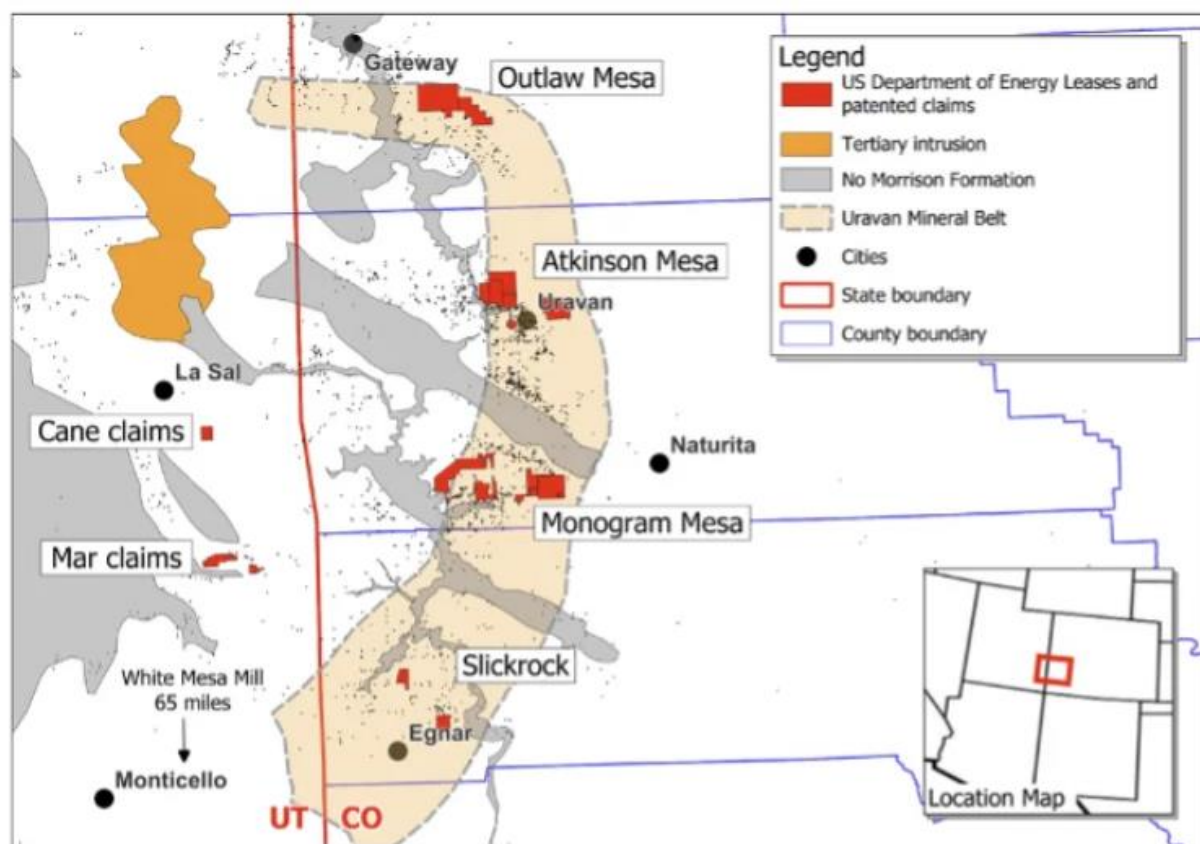 Gateway
Outlaw Mesa
Legend
US Department of Energy Leases and
patented claims
Tertiary intrusion
No Morrison Formation
Uravan Mineral Belt
Cities
State boundary
County boundary
Atkinson Mesa
Uravan
La Sal
Cane claims
Naturita
Monogram Mesa
Mar claims
Slickrock
White Mesa Mill
65 miles
Egnar
Monticello
UT CO
Location Map